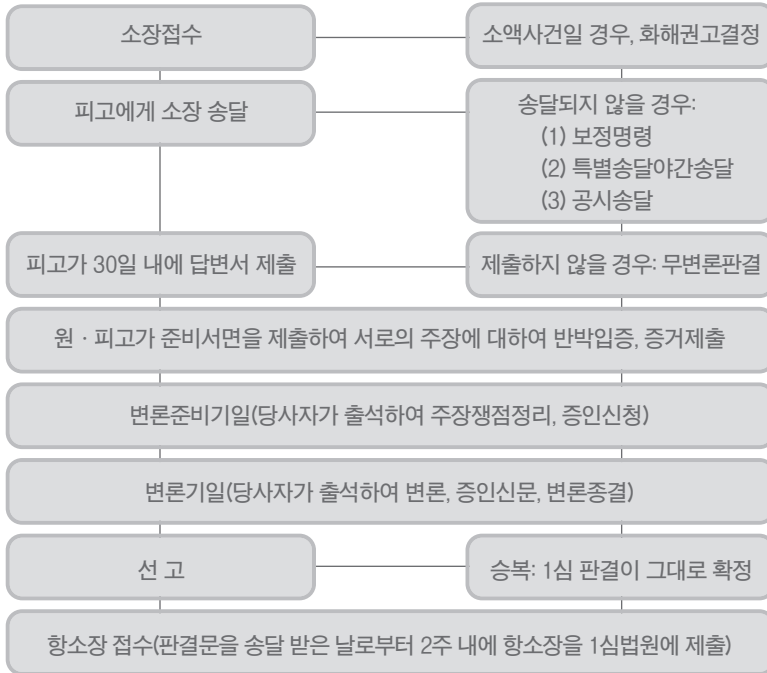 소장접수
소액사건일 경우, 화해권고결정
피고에게 소장 송달
송달되지 않을 경우:
(1) 보정명령
(2) 특별송달야간송달
(3) 공시송달
피고가 30일 내에 답변서 제출
제출하지 않을 경우: 무변론판결
원 · 피고가 준비서면을 제출하여 서로의 주장에 대하여 반박입증, 증거제출
변론준비기일(당사자가 출석하여 주장쟁점정리, 증인신청)
변론기일(당사자가 출석하여 변론, 증인신문, 변론종결)
선 고
승복: 1심 판결이 그대로 확정
항소장 접수(판결문을 송달 받은 날로부터 2주 내에 항소장을 1심법원에 제출)